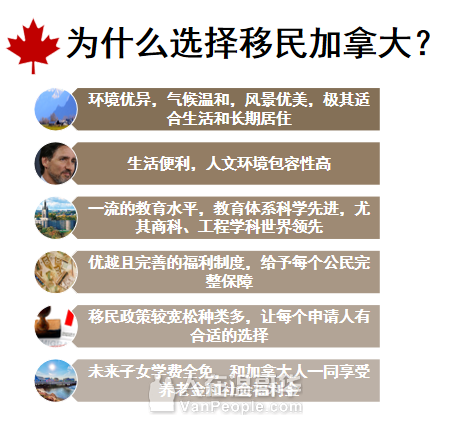 为什么选择移民加拿大？
环境优异，气候温和，风景优美，极其适
合生活和长期居住
生活便利，人文环境包容性高
一流的教育水平，教育体系科学先进，尤
其商科、工程学科世界领先
优越且完善的福利制度，给予每个公民完
整保障
移民政策较宽松种类多，让每个申请人有
合适的选择
未来子女学费全免，和加拿大人一同享受
养老金
人在温哥华
VanPeople.com